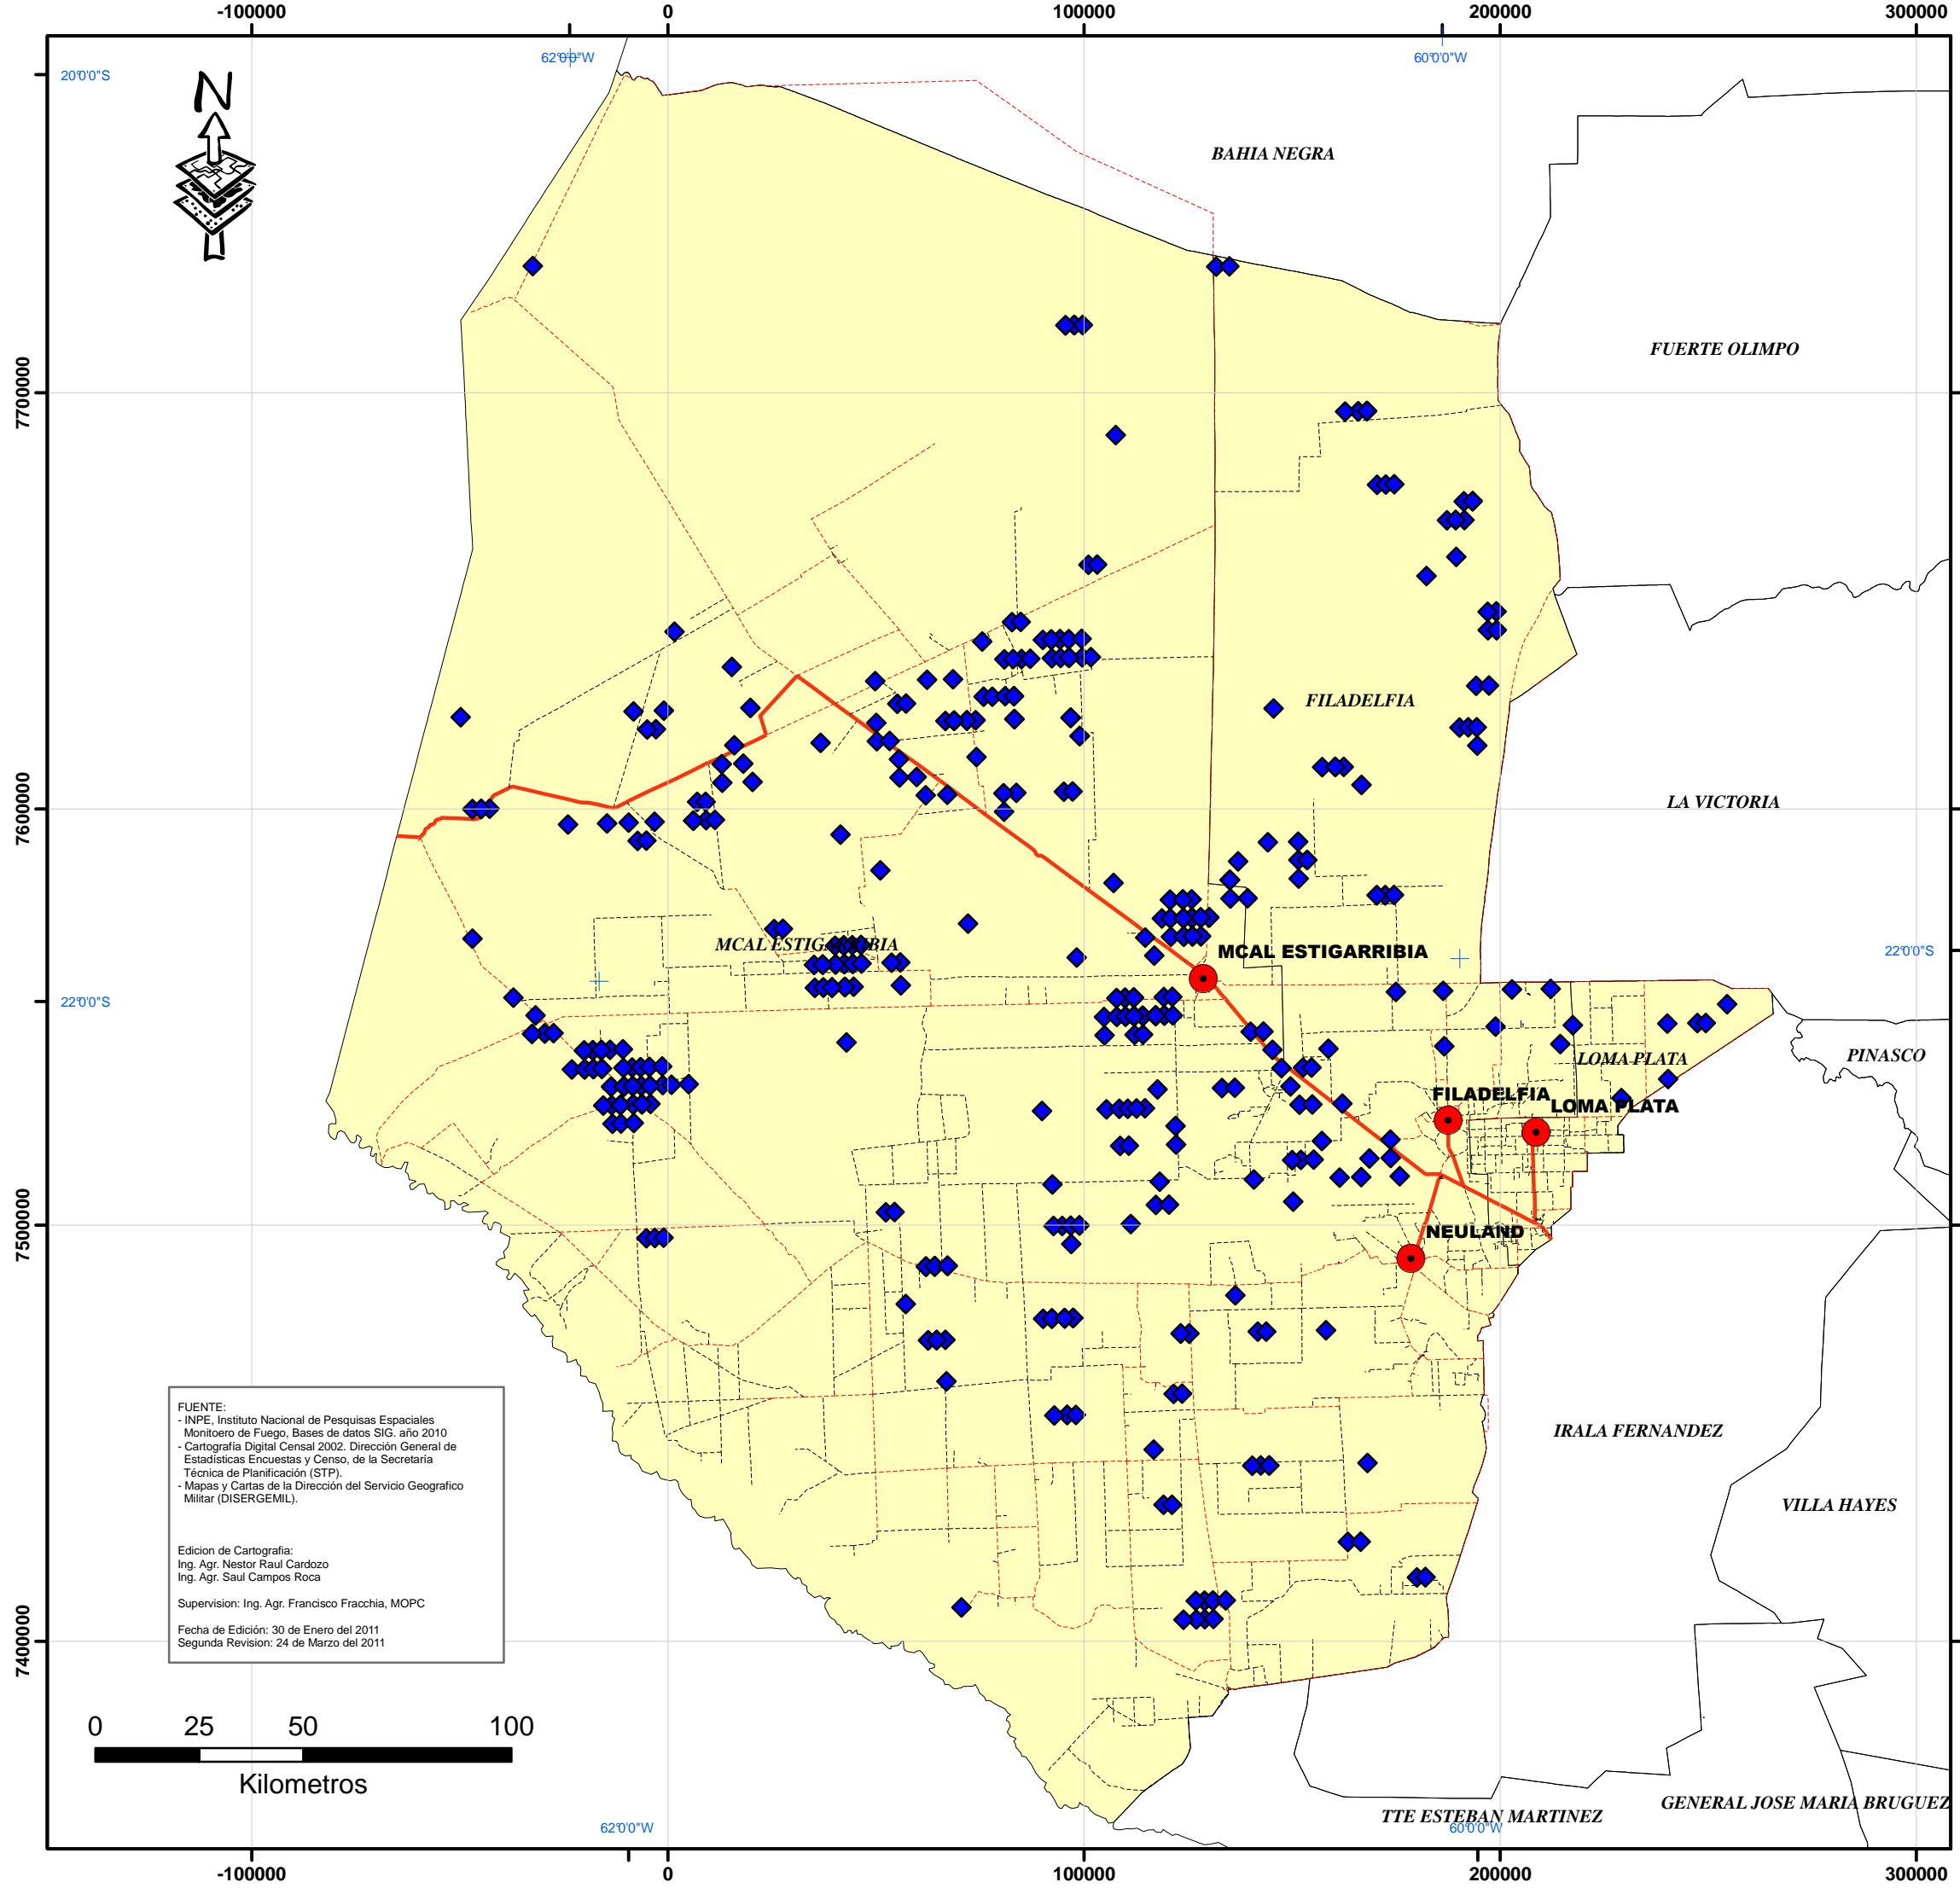 -100000 0 100000 200000 300000
62°0'0"W 60°0'0"W
20°0'0"S
N
BAHIA NEGRA
FUERTE OLIMPO
7700000
FILADELFIA
LA VICTORIA
7600000
MCAL ESTIGARRIBIA
MCAL ESTIGARRIBIA
22°0'0"S
22°0'0"S
LOMA PLATA
PINASCO
FILADELFIA
LOMA PLATA
7500000
NEULAND
FUENTE:
- INPE, Instituto Nacional de Pesquisas Espaciales
Monitoero de Fuego, Bases de datos SIG. año 2010
- Cartografía Digital Censal 2002. Dirección General de
Estadísticas Encuestas y Censo, de la Secretaría
Técnica de Planificación (STP).
- Mapas y Cartas de la Dirección del Servicio Geografico
Militar (DISERGEMIL).
Edicion de Cartografia:
Ing. Agr. Nestor Raul Cardozo
Ing. Agr. Saul Campos Roca
Supervision: Ing. Agr. Francisco Fracchia, MOPC
Fecha de Edición: 30 de Enero del 2011
Segunda Revision: 24 de Marzo del 2011
IRALA FERNANDEZ
VILLA HAYES
7400000
0 25 50 100
Kilometros
TTE ESTEBAN MARTINEZ
GENERAL JOSE MARIA BRUGUEZ
62°0'0"W 60°0'0"W
-100000 0 100000 200000 300000